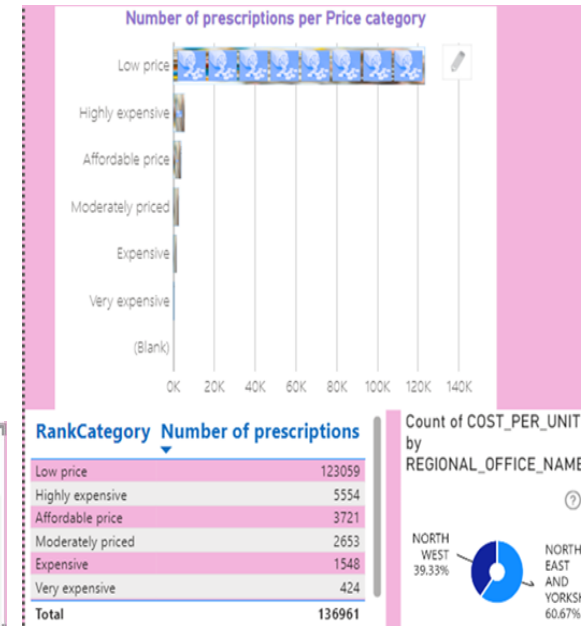 Number of prescriptions per Price category
Low price
Highly expensive
Affordable price
Moderately priced
Expensive
Very expensive
(Blank)
0K 20K 40K 60K 80K 100K 120K 140K
RankCategory Number of prescriptions
Low price 123059
Highly expensive 5554
Affordable price 3721
Moderately priced 2653
Expensive 1548
Very expensive 424
Total 136961
Count of COST_PER_UNIT
by
REGIONAL_OFFICE_NAME
?
NORTH
WEST
39.33%
NORTH
EAST
AND
YORKSH
60.67%